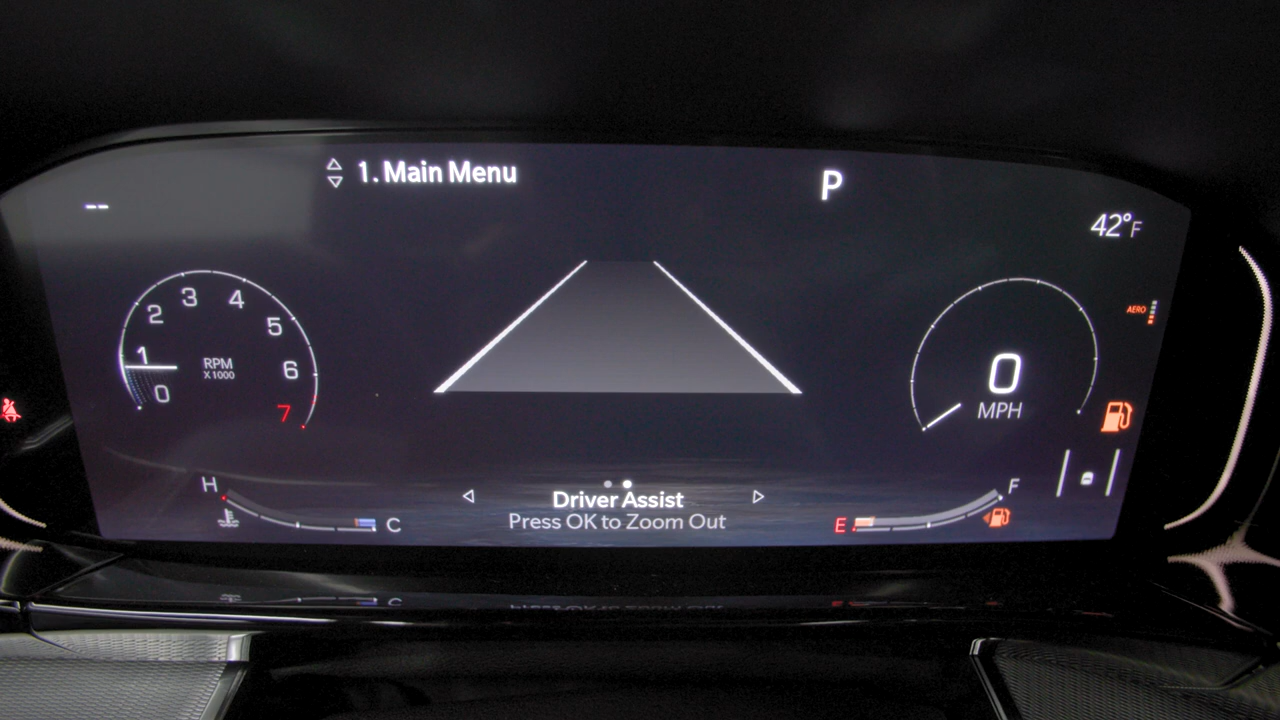 1. Main Menu
P
--
42°F
0
1
2
3
4
5
6
7
RPM
X1000
0
MPH
AERO
H
C
Driver Assist
Press OK to Zoom Out
E
F